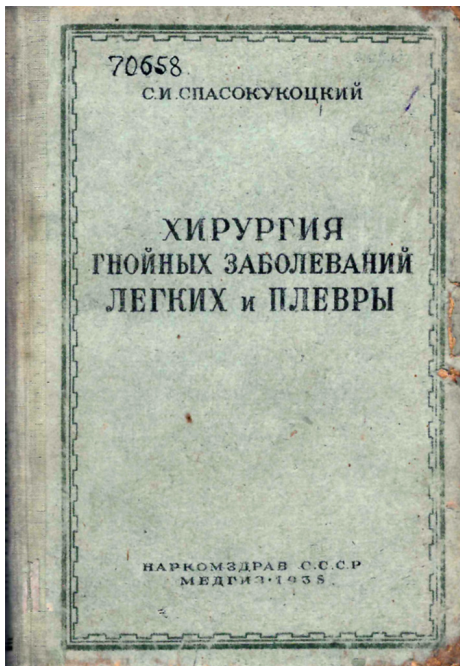 70658
С.И.СПАСОКУКОЦКИЙ
ХИРУРГИЯ
ГНОЙНЫХ ЗАБОЛЕВАНИЙ
ЛЕГКИХ и ПЛЕВРЫ
НАРКОМЗДРАВ С.С.С.Р
МЕДГИЗ·1938